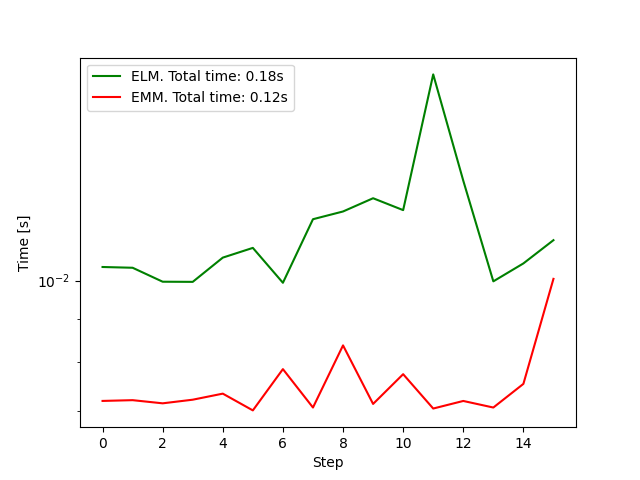 ELM. Total time: 0.18s
EMM. Total time: 0.12s
Time [s]
10⁻²
0 2 4 6 8 10 12 14
Step